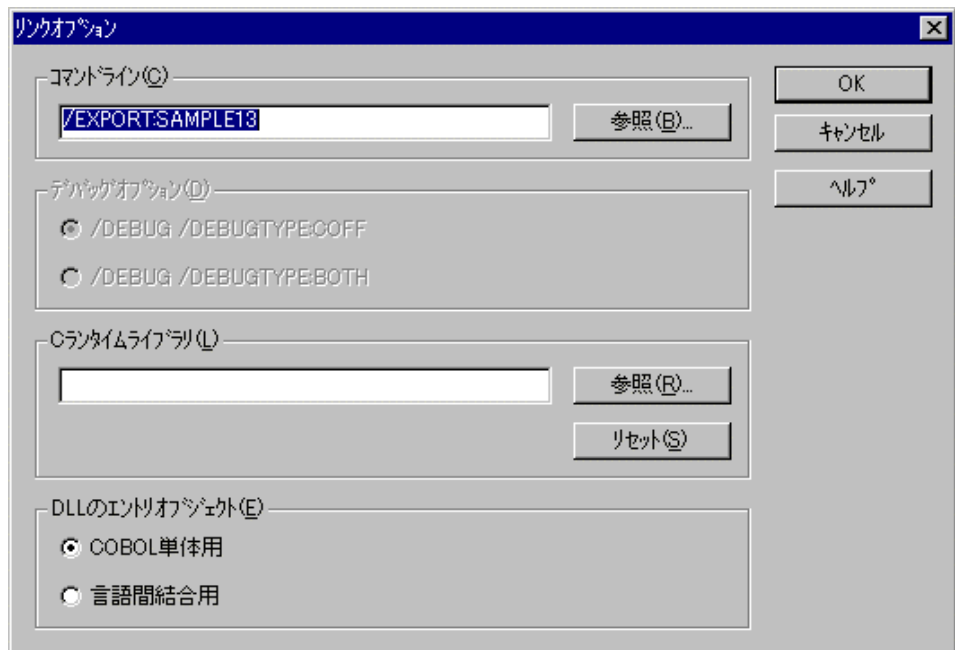 リンクオプション
コマンドライン(C)
/EXPORT:SAMPLE13
参照(B)...
OK
キャンセル
ヘルプ
デバッグオプション(D)
/DEBUG /DEBUGTYPE:COFF
/DEBUG /DEBUGTYPE:BOTH
Cランタイムライブラリ(L)
参照(R)...
リセット(S)
DLLのエントリオブジェクト(E)
COBOL単体用
言語間結合用